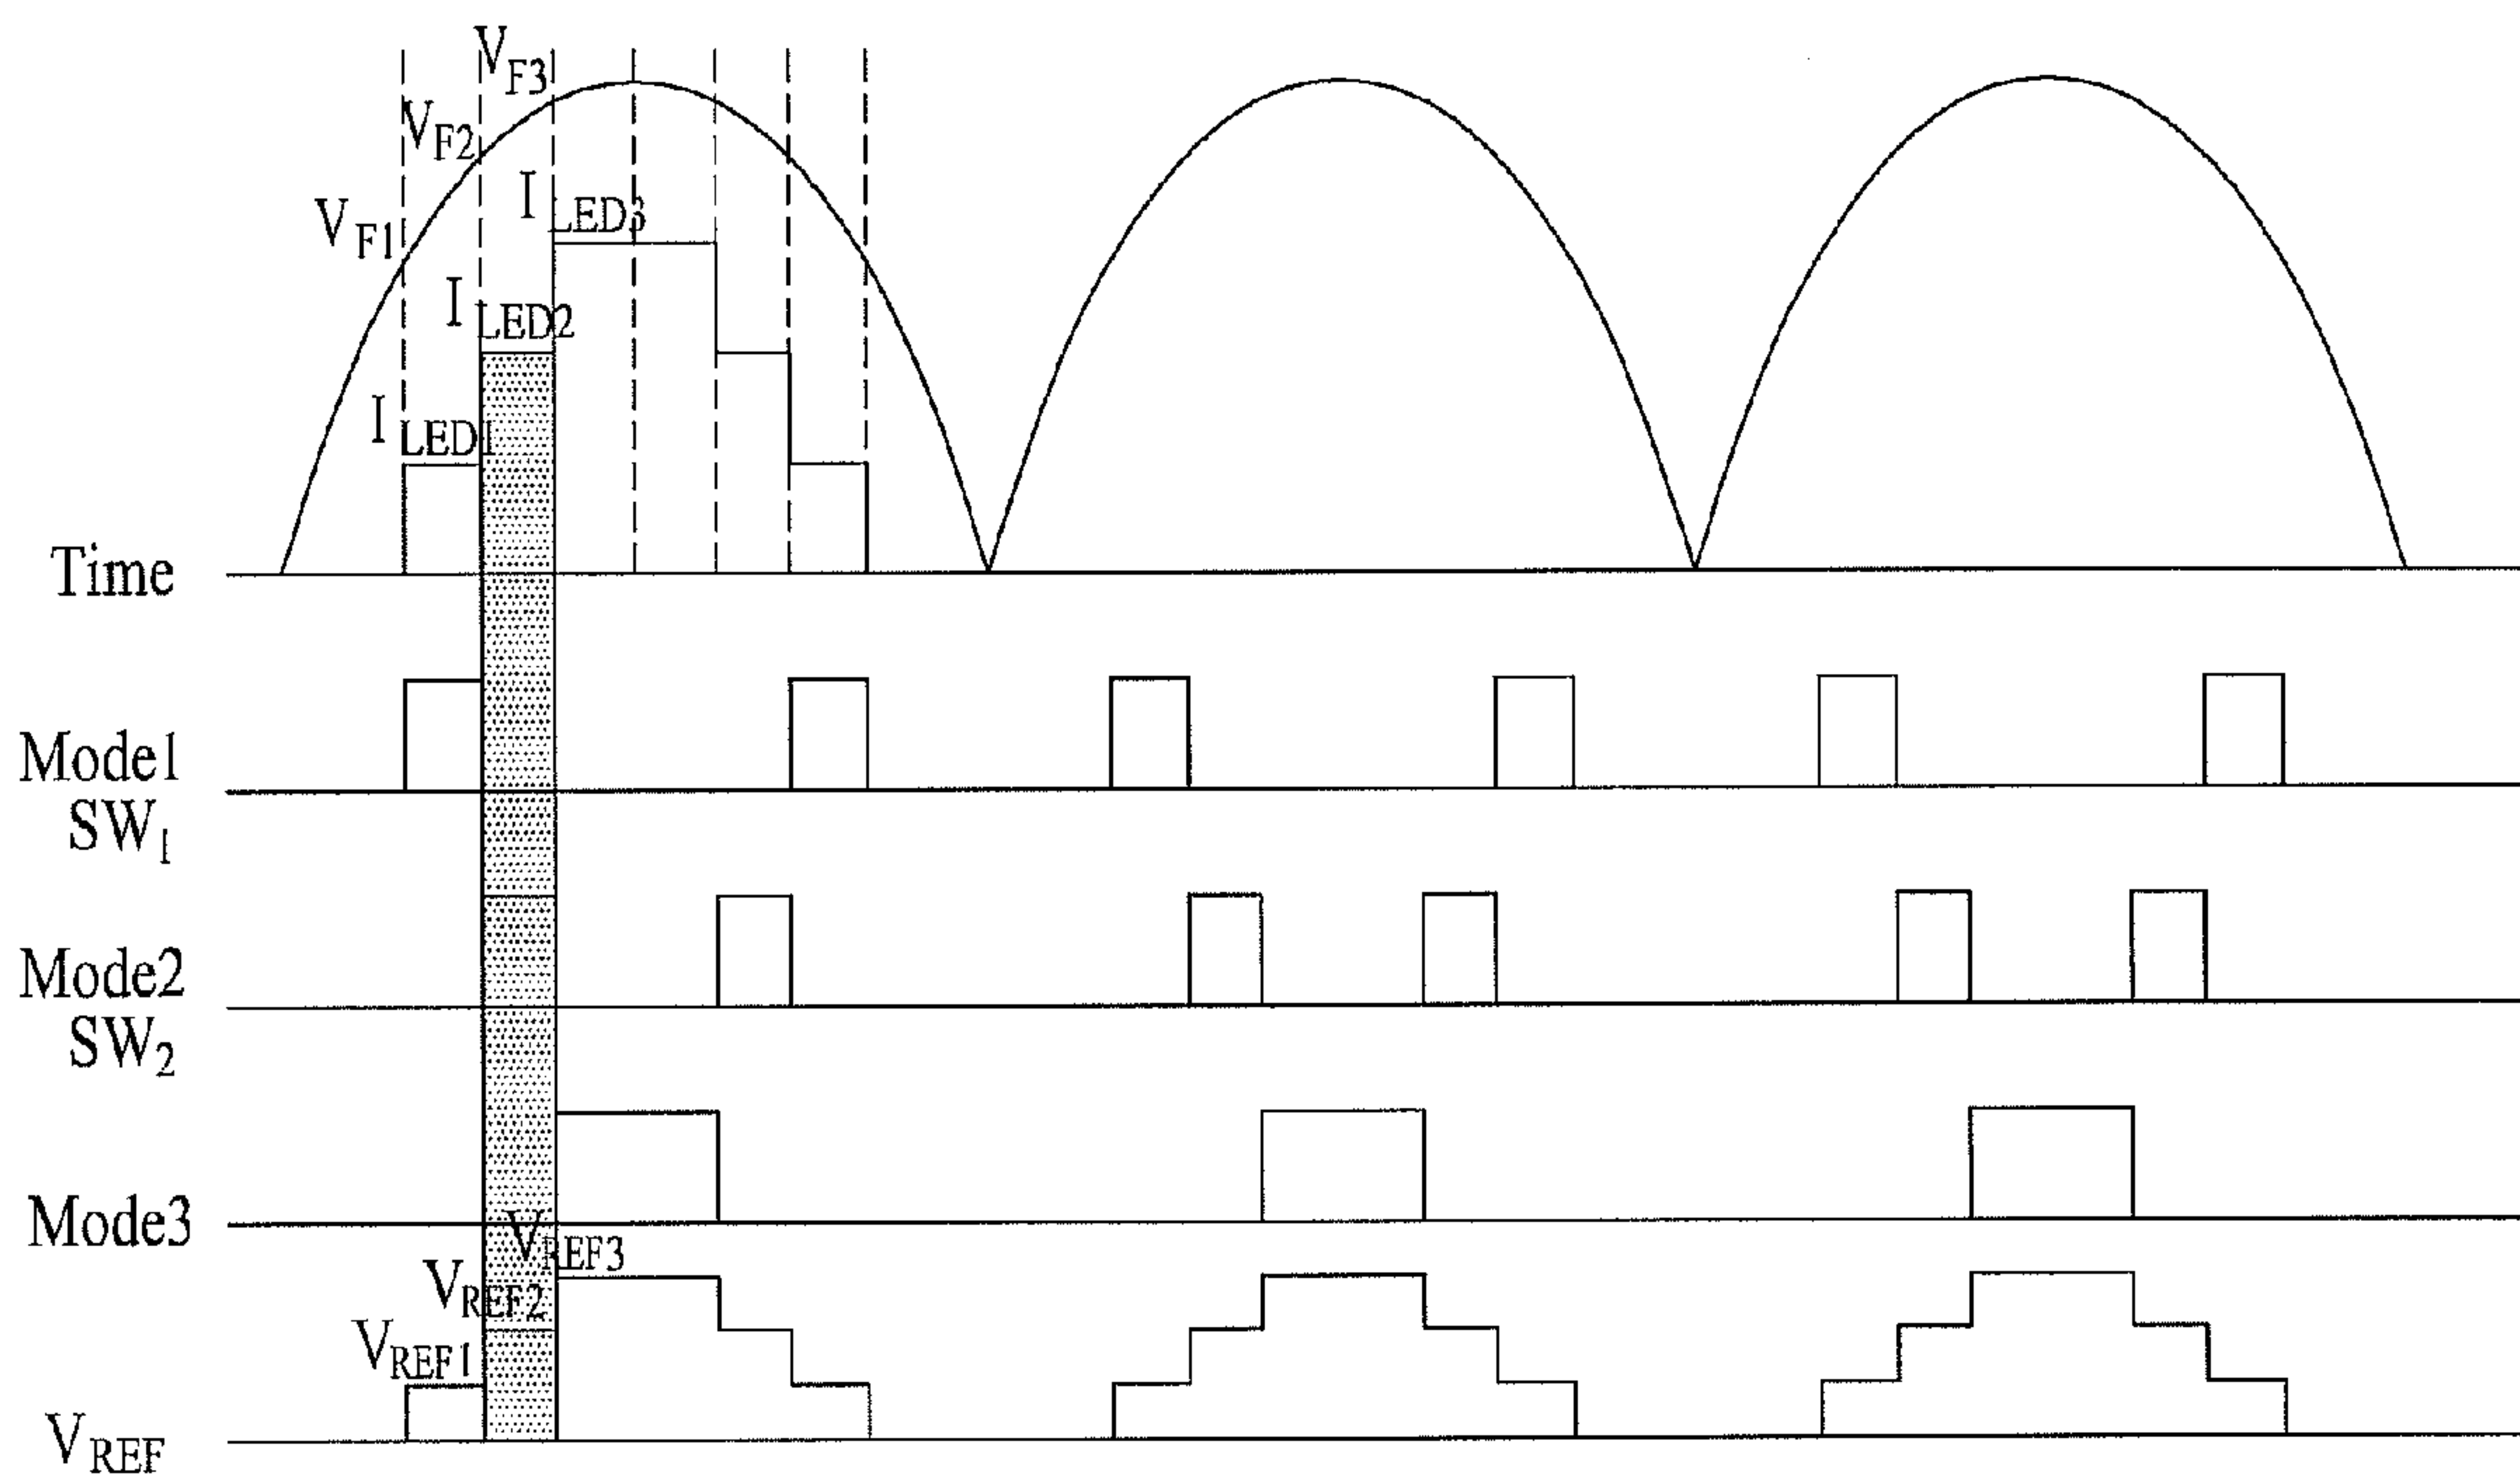 VF3
VF2
VF1
ILED3
ILED2
ILED1
Time
Mode1
SW1
Mode2
SW2
Mode3
VREF3
VREF2
VREF1
VREF